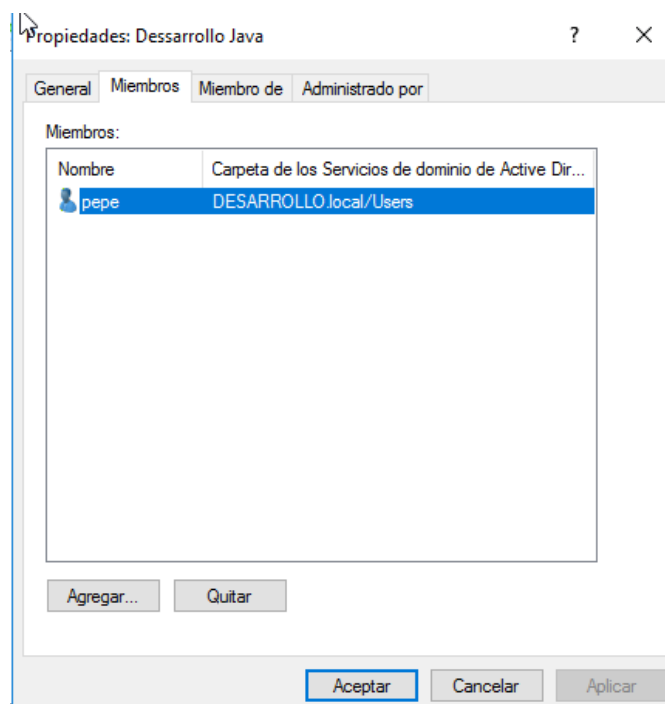 Propiedades: Dessarrollo Java ?
General Miembros Miembro de Administrado por
Miembros:
Nombre Carpeta de los Servicios de dominio de Active Dir...
pepe DESARROLLO.local/Users
Agregar... Quitar
Aceptar Cancelar Aplicar